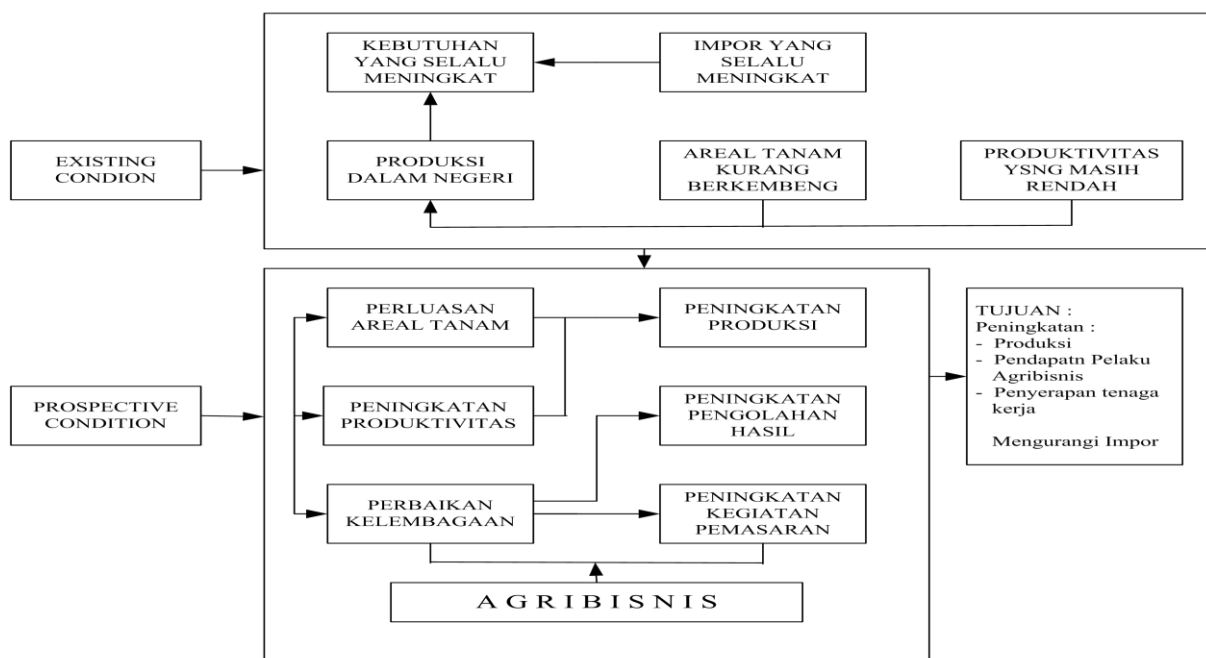 KEBUTUHAN
YANG SELALU
MENINGKAT
IMPOR YANG
SELALU
MENINGKAT
EXISTING
CONDION
PRODUKSI
DALAM NEGERI
AREAL TANAM
KURANG
BERKEMBENG
PRODUKTIVITAS
YSNG MASIH
RENDAH
PERLUASAN
AREAL TANAM
PENINGKATAN
PRODUKSI
TUJUAN :
Peningkatan :
- Produksi
- Pendapatn Pelaku
Agribisnis
- Penyerapan tenaga
kerja
Mengurangi Impor
PROSPECTIVE
CONDITION
PENINGKATAN
PRODUKTIVITAS
PENINGKATAN
PENGOLAHAN
HASIL
PERBAIKAN
KELEMBAGAAN
PENINGKATAN
KEGIATAN
PEMASARAN
A G R I B I S N I S